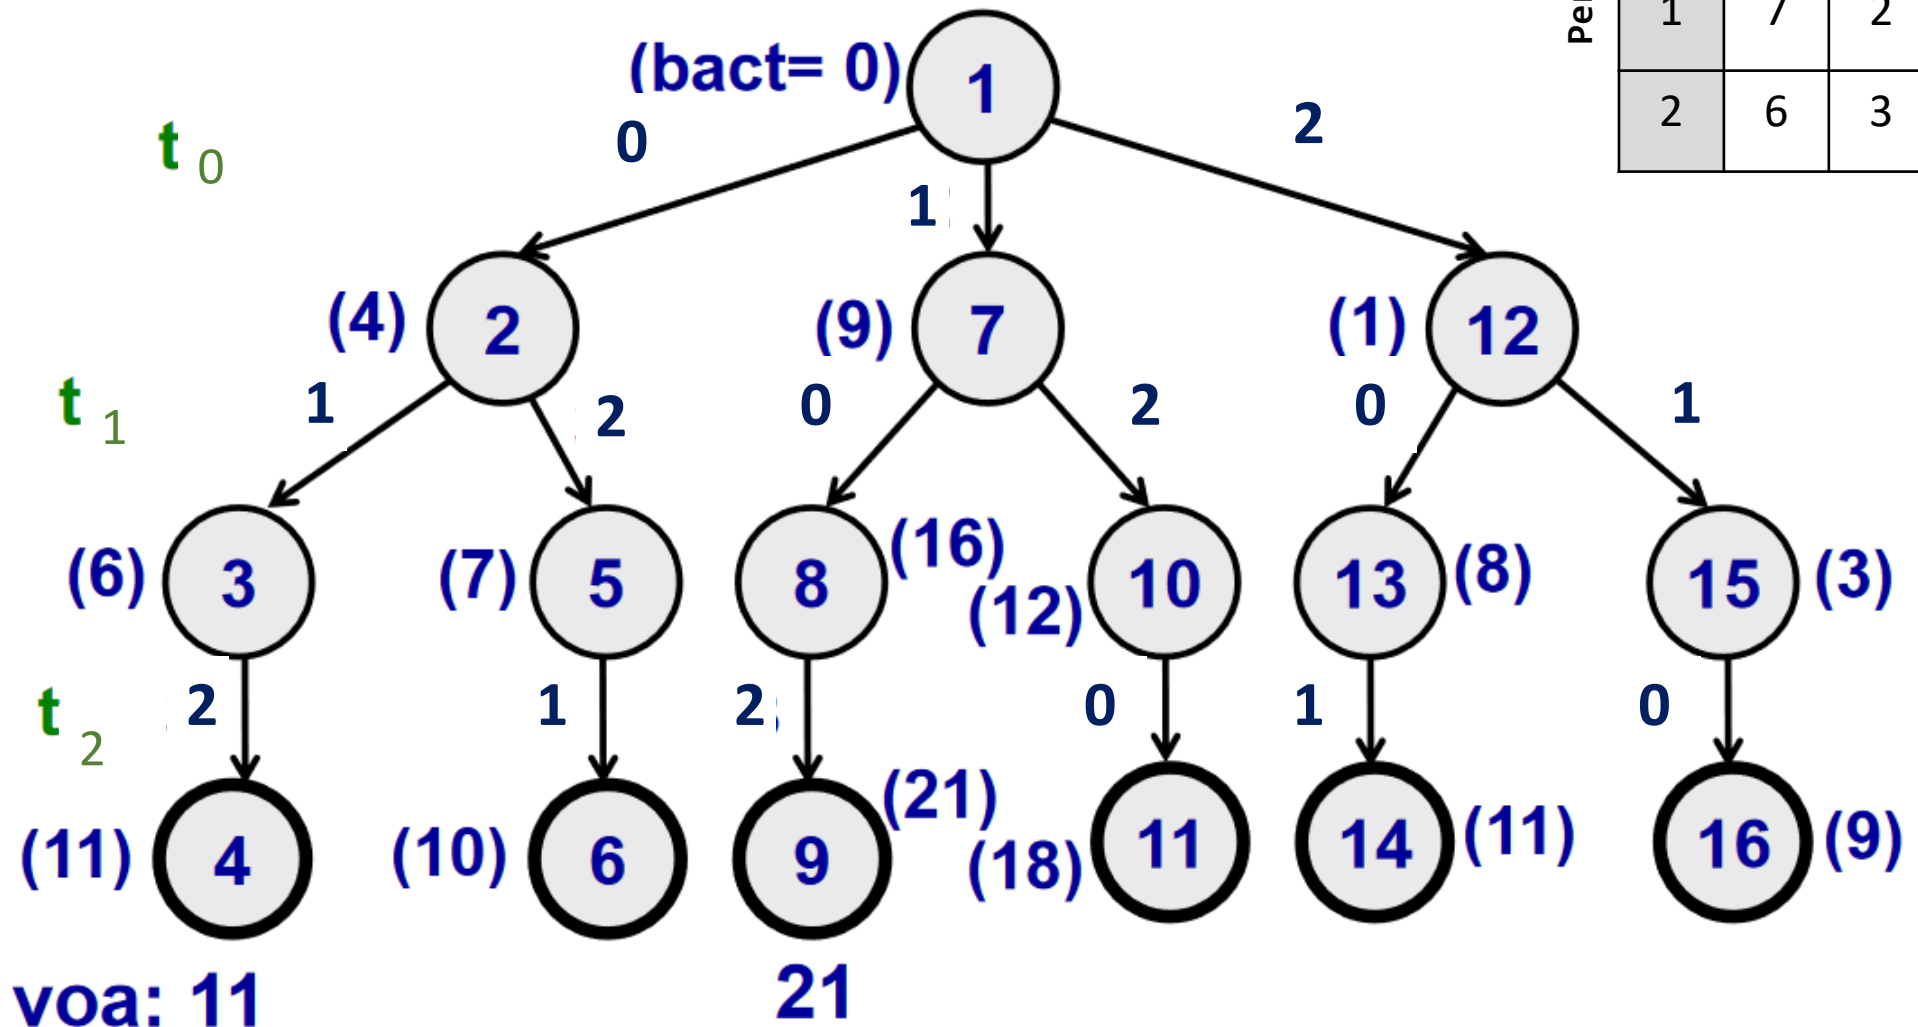 Per
1 7 2
2 6 3
(bact= 0) 1
t 0
0 1 2
(4) 2 (9) 7 (1) 12
t 1
1 2 0 2 0 1
(6) 3 (7) 5 8 (16) (12) 10 13 (8) 15 (3)
t 2
2 1 2 0 1 0
(11) 4 (10) 6 9 (21) (18) 11 14 (11) 16 (9)
voa: 11 21